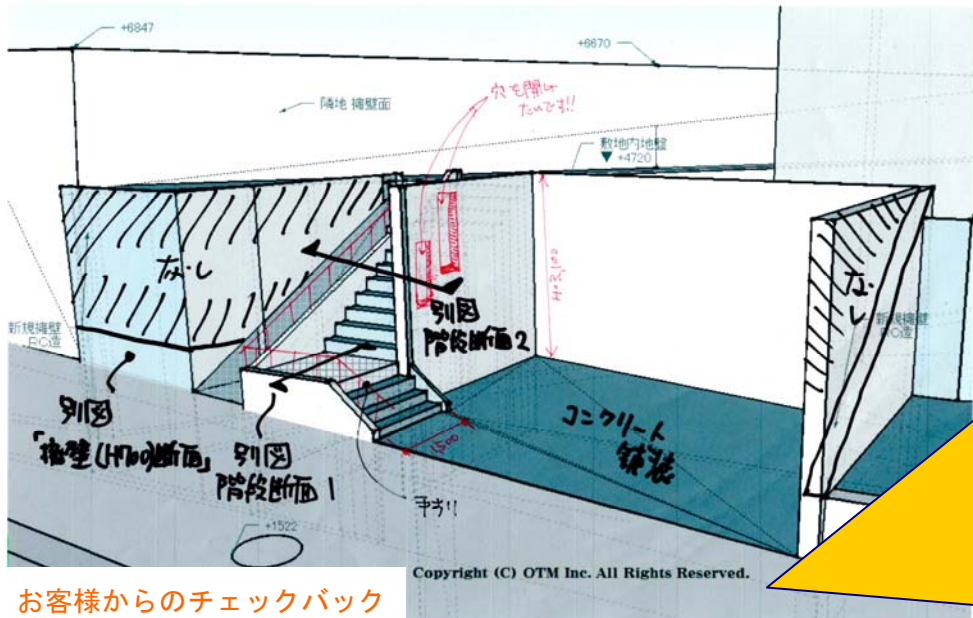 +6847
+6670
隣地 擁壁面
穴を開け
たいです!!
敷地内地盤
▼ +4720
なし
別図
階段断面2
な
し
新規擁壁
RC造
新規擁壁
RC造
別図
「擁壁(H700)断面」
別図
階段断面1
1,500
コンクリート
舗装
手すり
+1522
Copyright (C) OTM Inc. All Rights Reserved.
お客様からのチェックバック